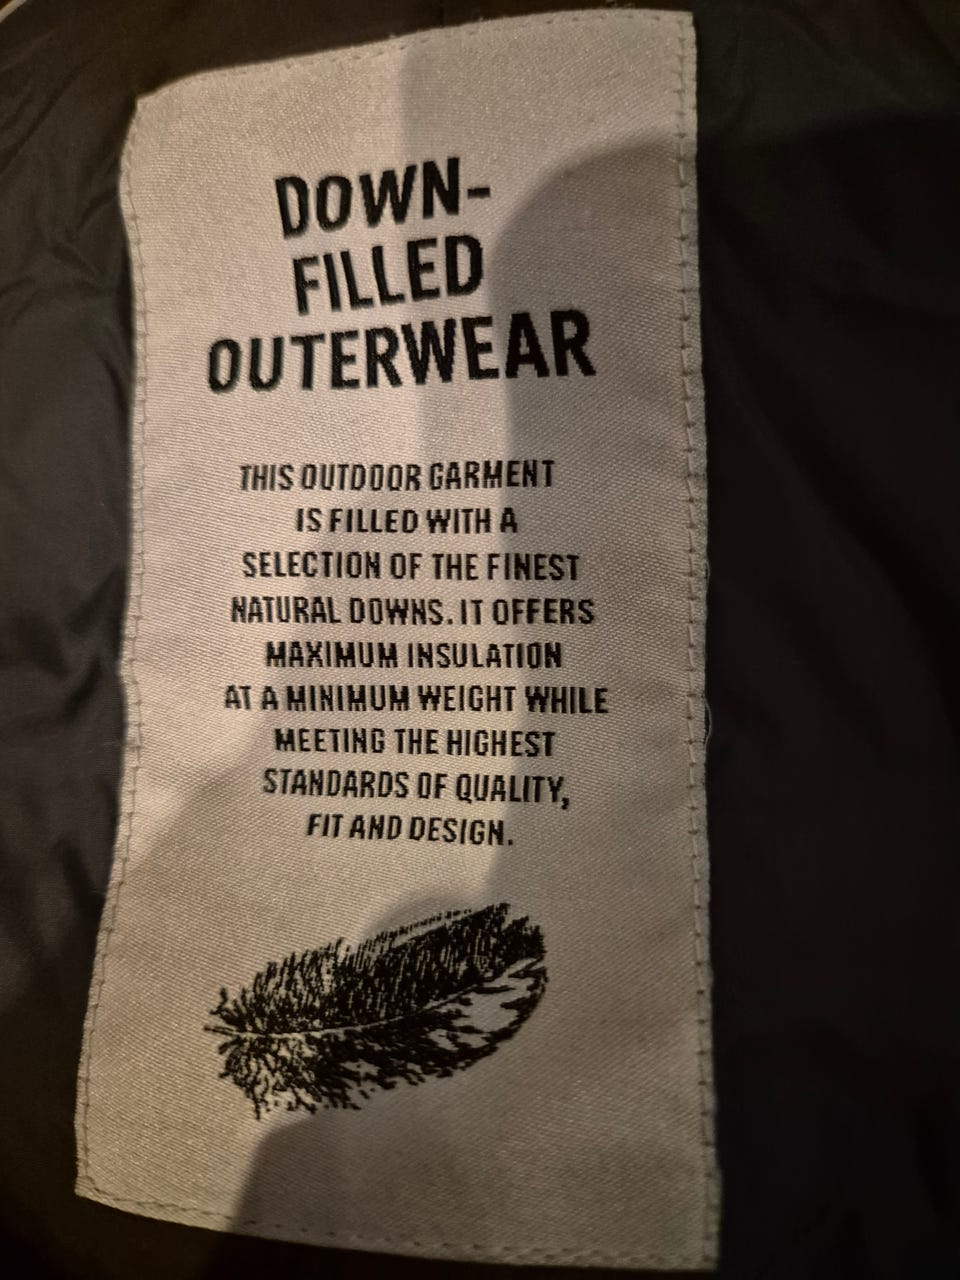 DOWN-
FILLED
OUTERWEAR
THIS OUTDOOR GARMENT
IS FILLED WITH A
SELECTION OF THE FINEST
NATURAL DOWNS. IT OFFERS
MAXIMUM INSULATION
AT A MINIMUM WEIGHT WHILE
MEETING THE HIGHEST
STANDARDS OF QUALITY,
FIT AND DESIGN.